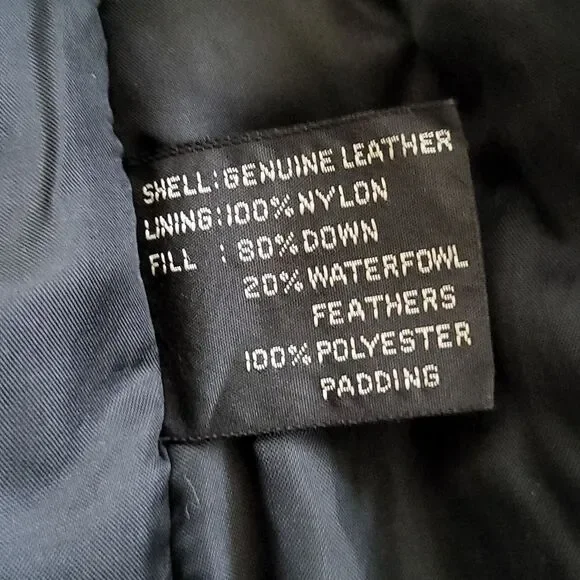 SHELL:GENUINE LEATHER
LINING:100% NYLON
FILL : 80% DOWN
20% WATERFOWL
FEATHERS
100% POLYESTER
PADDING